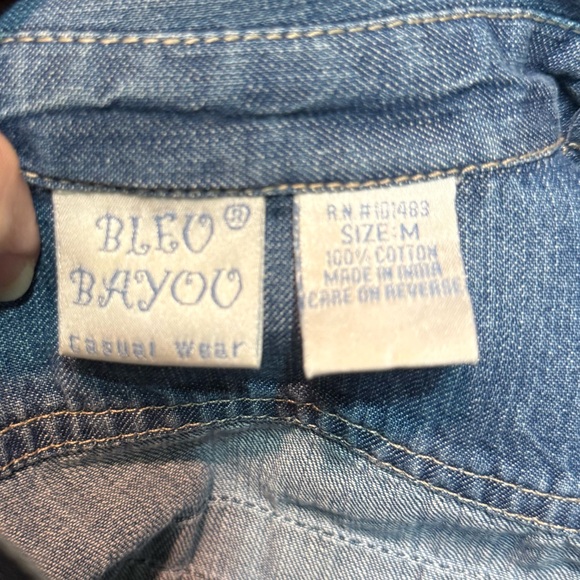 BLEU®
BAYOU
Casual Wear
R.N #101483
SIZE: M
100% COTTON
MADE IN INDIA
CARE ON REVERSE